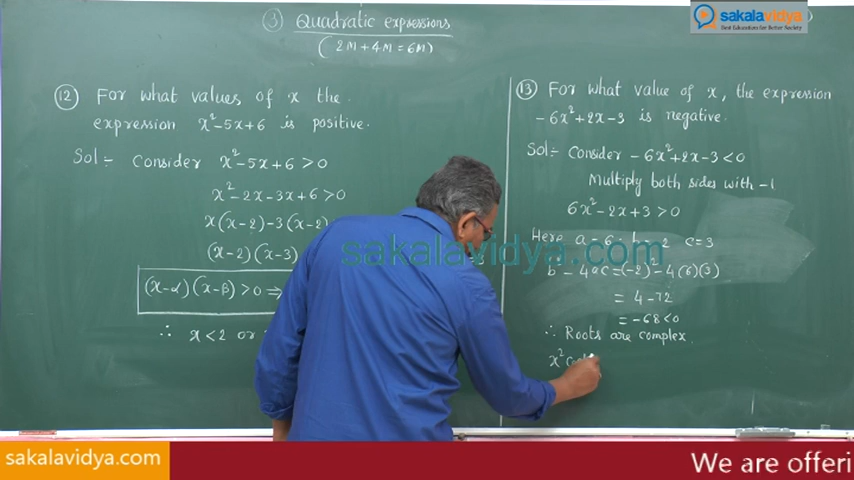 ③ Quadratic expressions
(2M+4M=6M)
⑫ For what values of x the
expression x²-5x+6 is positive.
Sol:- Consider x²-5x+6>0
x²-2x-3x+6>0
x(x-2)-3(x-2)
(x-2)(x-3)
(x-α)(x-β)>0⇒
∴ x<2 or
⑬ For what value of x, the expression
-6x²+2x-3 is negative.
Sol:- Consider -6x²+2x-3<0
Multiply both sides with -1
6x²-2x+3>0
Here a=6, b=-2 c=3
b²-4ac=(-2)²-4(6)(3)
=4-72
=-68<0
∴ Roots are complex.
x²
sakalavidya.com
sakalavidya
Best Education for Better Society
sakalavidya.com
We are offeri